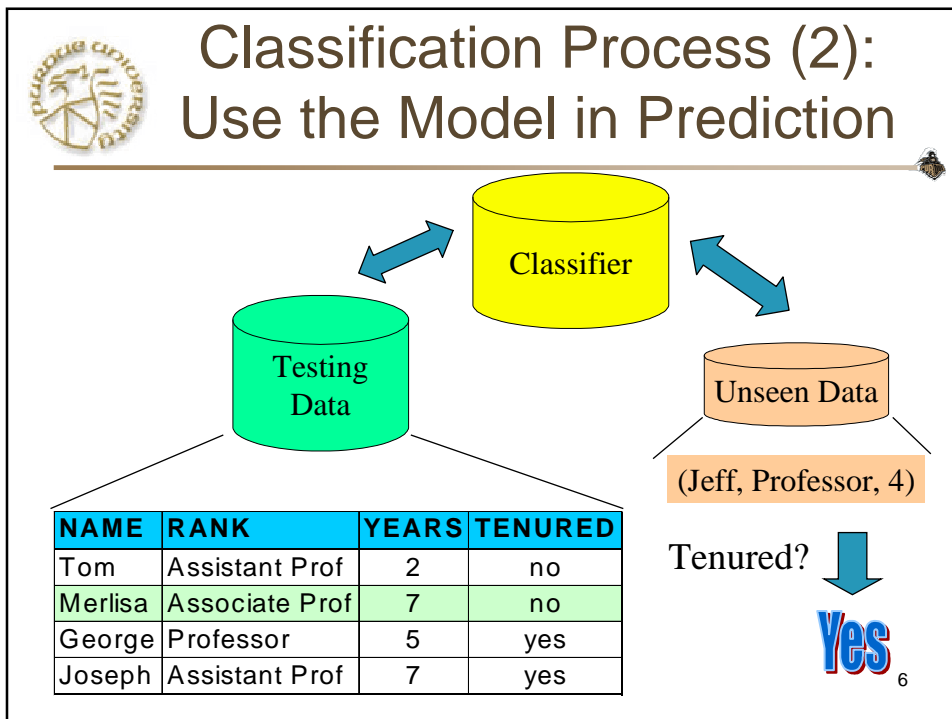 PURDUE UNIVERSITY
Classification Process (2):
Use the Model in Prediction
Classifier
Testing
Data
Unseen Data
(Jeff, Professor, 4)
NAME RANK YEARS TENURED
Tom Assistant Prof 2 no
Merlisa Associate Prof 7 no
George Professor 5 yes
Joseph Assistant Prof 7 yes
Tenured?
Yes
6